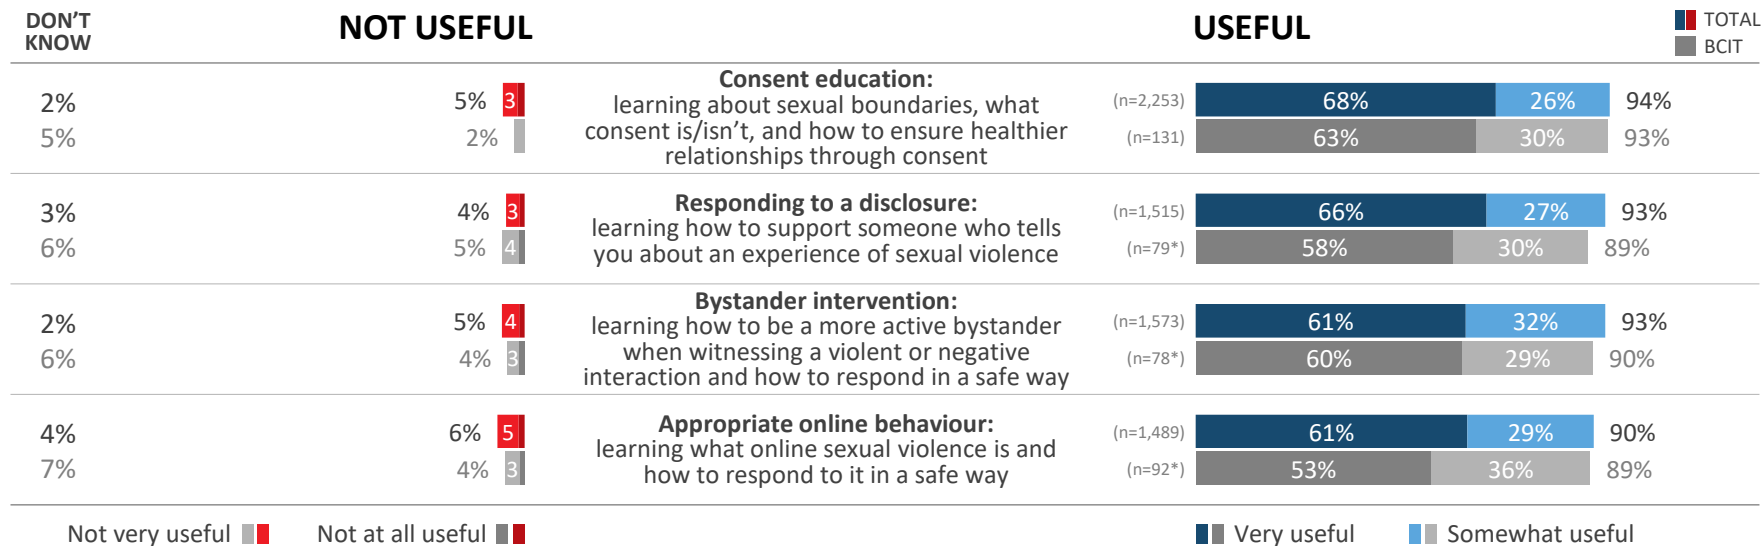 DON'T
KNOW
NOT USEFUL
USEFUL
TOTAL
BCIT
2%
5%
5% 3
2%
Consent education:
learning about sexual boundaries, what
consent is/isn't, and how to ensure healthier
relationships through consent
(n=2,253) 68% 26% 94%
(n=131) 63% 30% 93%
3%
6%
4% 3
5% 4
Responding to a disclosure:
learning how to support someone who tells
you about an experience of sexual violence
(n=1,515) 66% 27% 93%
(n=79*) 58% 30% 89%
2%
6%
5% 4
4% 3
Bystander intervention:
learning how to be a more active bystander
when witnessing a violent or negative
interaction and how to respond in a safe way
(n=1,573) 61% 32% 93%
(n=78*) 60% 29% 90%
4%
7%
6% 5
4% 3
Appropriate online behaviour:
learning what online sexual violence is and
how to respond to it in a safe way
(n=1,489) 61% 29% 90%
(n=92*) 53% 36% 89%
Not very useful Not at all useful Very useful Somewhat useful